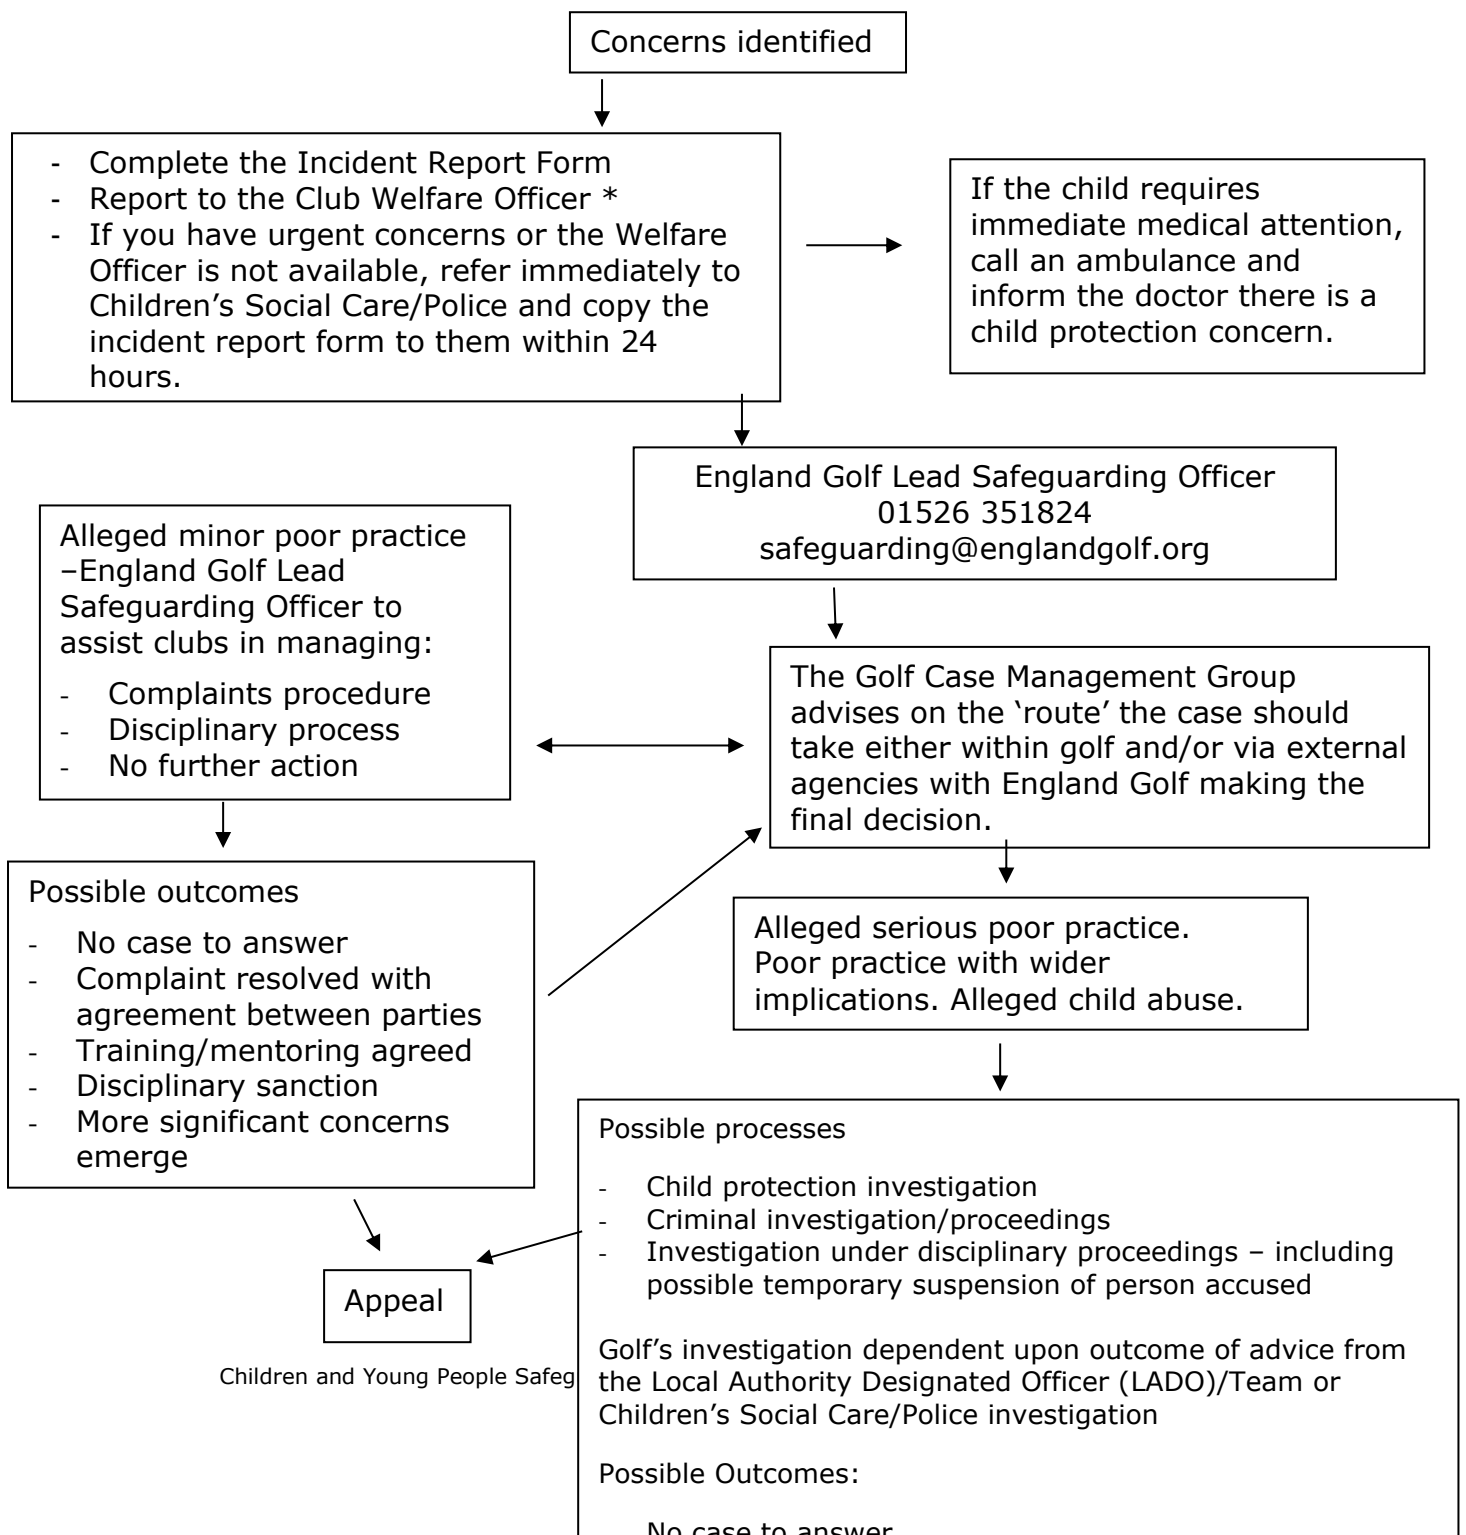 Concerns identified
- Complete the Incident Report Form
- Report to the Club Welfare Officer *
- If you have urgent concerns or the Welfare
Officer is not available, refer immediately to
Children’s Social Care/Police and copy the
incident report form to them within 24
hours.
If the child requires
immediate medical attention,
call an ambulance and
inform the doctor there is a
child protection concern.
England Golf Lead Safeguarding Officer
01526 351824
safeguarding@englandgolf.org
Alleged minor poor practice
–England Golf Lead
Safeguarding Officer to
assist clubs in managing:
- Complaints procedure
- Disciplinary process
- No further action
The Golf Case Management Group
advises on the ‘route’ the case should
take either within golf and/or via external
agencies with England Golf making the
final decision.
Possible outcomes
- No case to answer
- Complaint resolved with
agreement between parties
- Training/mentoring agreed
- Disciplinary sanction
- More significant concerns
emerge
Alleged serious poor practice.
Poor practice with wider
implications. Alleged child abuse.
Possible processes
- Child protection investigation
- Criminal investigation/proceedings
- Investigation under disciplinary proceedings – including
possible temporary suspension of person accused
Golf’s investigation dependent upon outcome of advice from
the Local Authority Designated Officer (LADO)/Team or
Children’s Social Care/Police investigation
Possible Outcomes:
No case to answer
Appeal
Children and Young People Safeg